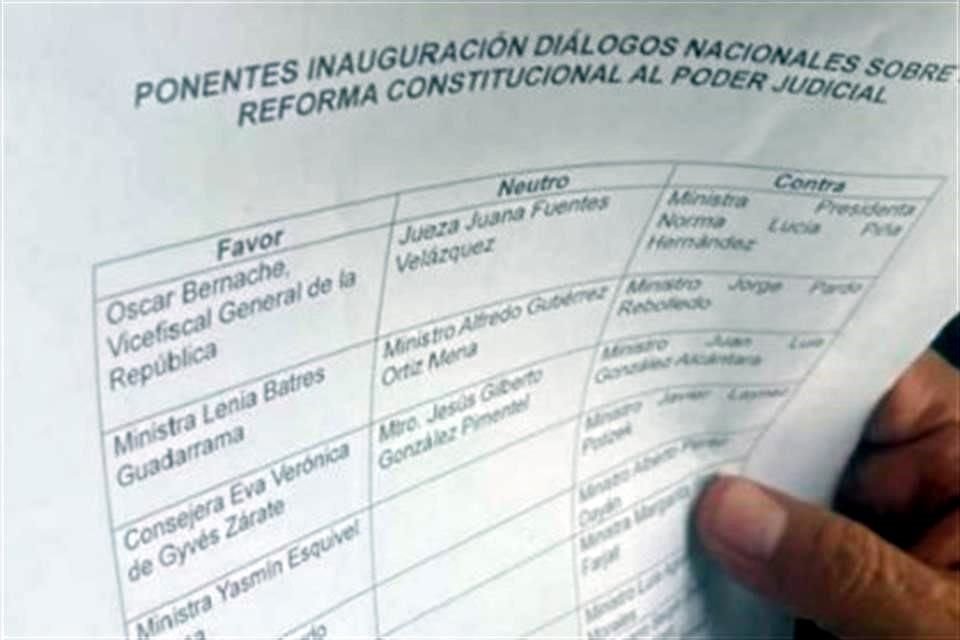 PONENTES INAUGURACIÓN DIÁLOGOS NACIONALES SOBRE
REFORMA CONSTITUCIONAL AL PODER JUDICIAL
Favor
Neutro
Contra
Oscar Bernache,
Vicefiscal General de la
República
Jueza Juana Fuentes
Velázquez
Ministra Presidenta
Norma Lucía Piña
Hernández
Ministra Lenia Batres
Guadarrama
Ministro Alfredo Gutiérrez
Ortiz Mena
Ministro Jorge Pardo
Rebolledo
Consejera Eva Verónica
de Gyvés Zárate
Mtro. Jesús Gilberto
González Pimentel
Ministro Juan Luis
González Alcántara
Ministra Yasmín Esquivel
Ministro Javier Laynez
Potisek
Ministro Alberto
Dayán
Ministra Margarita
Farjat
Ministro Luis